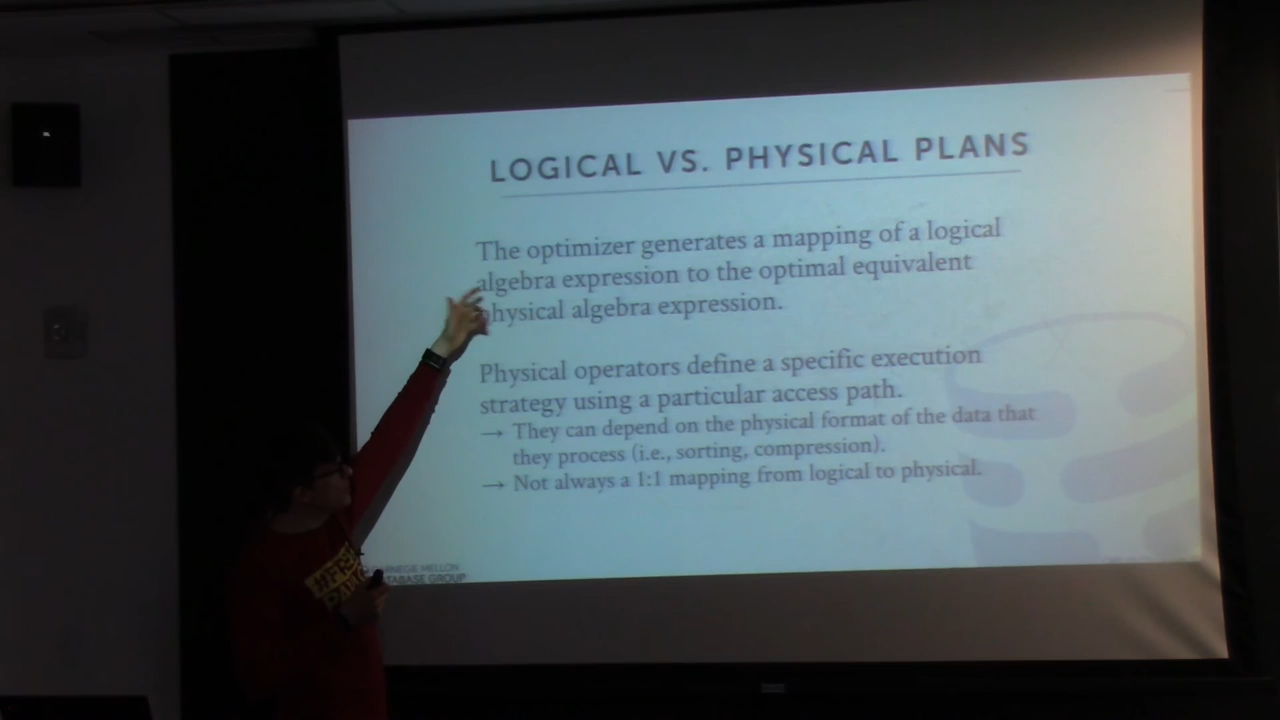 LOGICAL VS. PHYSICAL PLANS
The optimizer generates a mapping of a logical
algebra expression to the optimal equivalent
physical algebra expression.
Physical operators define a specific execution
strategy using a particular access path.
→ They can depend on the physical format of the data that
they process (i.e., sorting, compression).
→ Not always a 1:1 mapping from logical to physical.
MELLON
GROUP